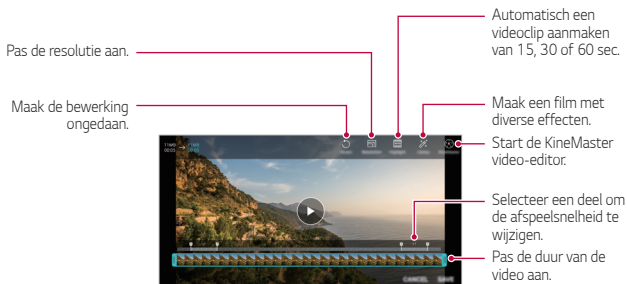 Pas de resolutie aan.
Maak de bewerking
ongedaan.
Automatisch een
videoclip aanmaken
van 15, 30 of 60 sec.
Maak een film met
diverse effecten.
Start de KineMaster
video-editor.
Selecteer een deel om
de afspeelsnelheid te
wijzigen.
Pas de duur van de
video aan.
CANCEL SAVE